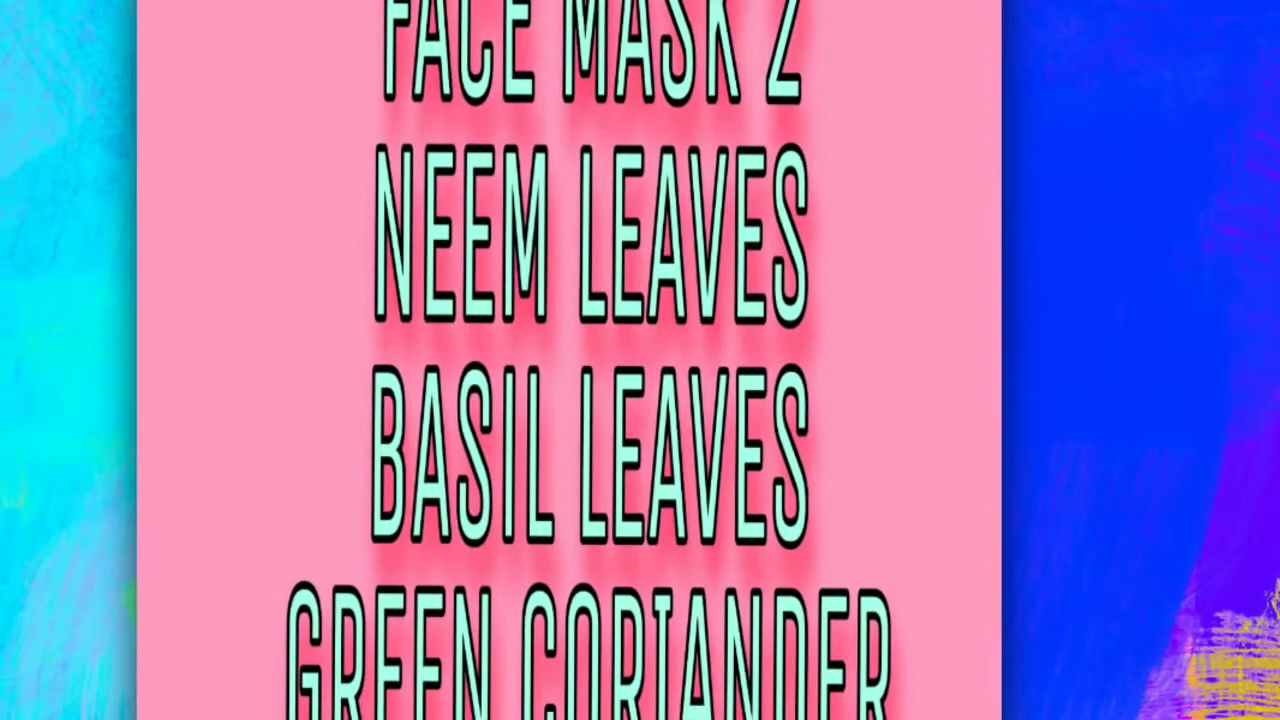 FACE MASK 2
NEEM LEAVES
BASIL LEAVES
GREEN CORIANDER